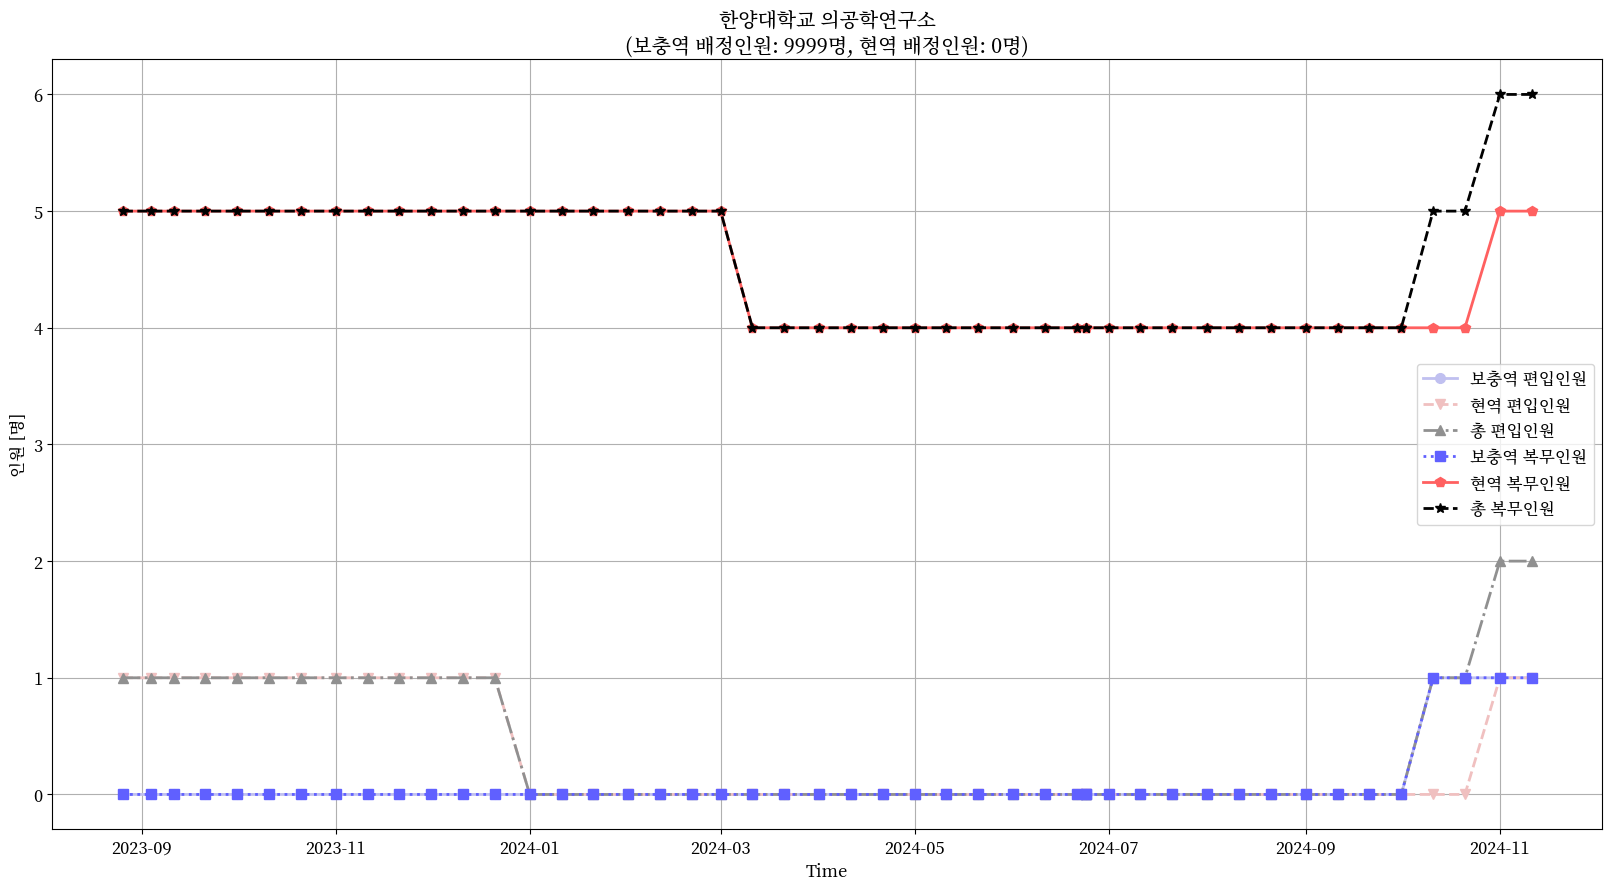 한양대학교 의공학연구소
(보충역 배정인원: 9999명, 현역 배정인원: 0명)
인원 [명]
6
5
4
3
2
1
0
보충역 편입인원
현역 편입인원
총 편입인원
보충역 복무인원
현역 복무인원
총 복무인원
2023-09
2023-11
2024-01
2024-03
2024-05
2024-07
2024-09
2024-11
Time